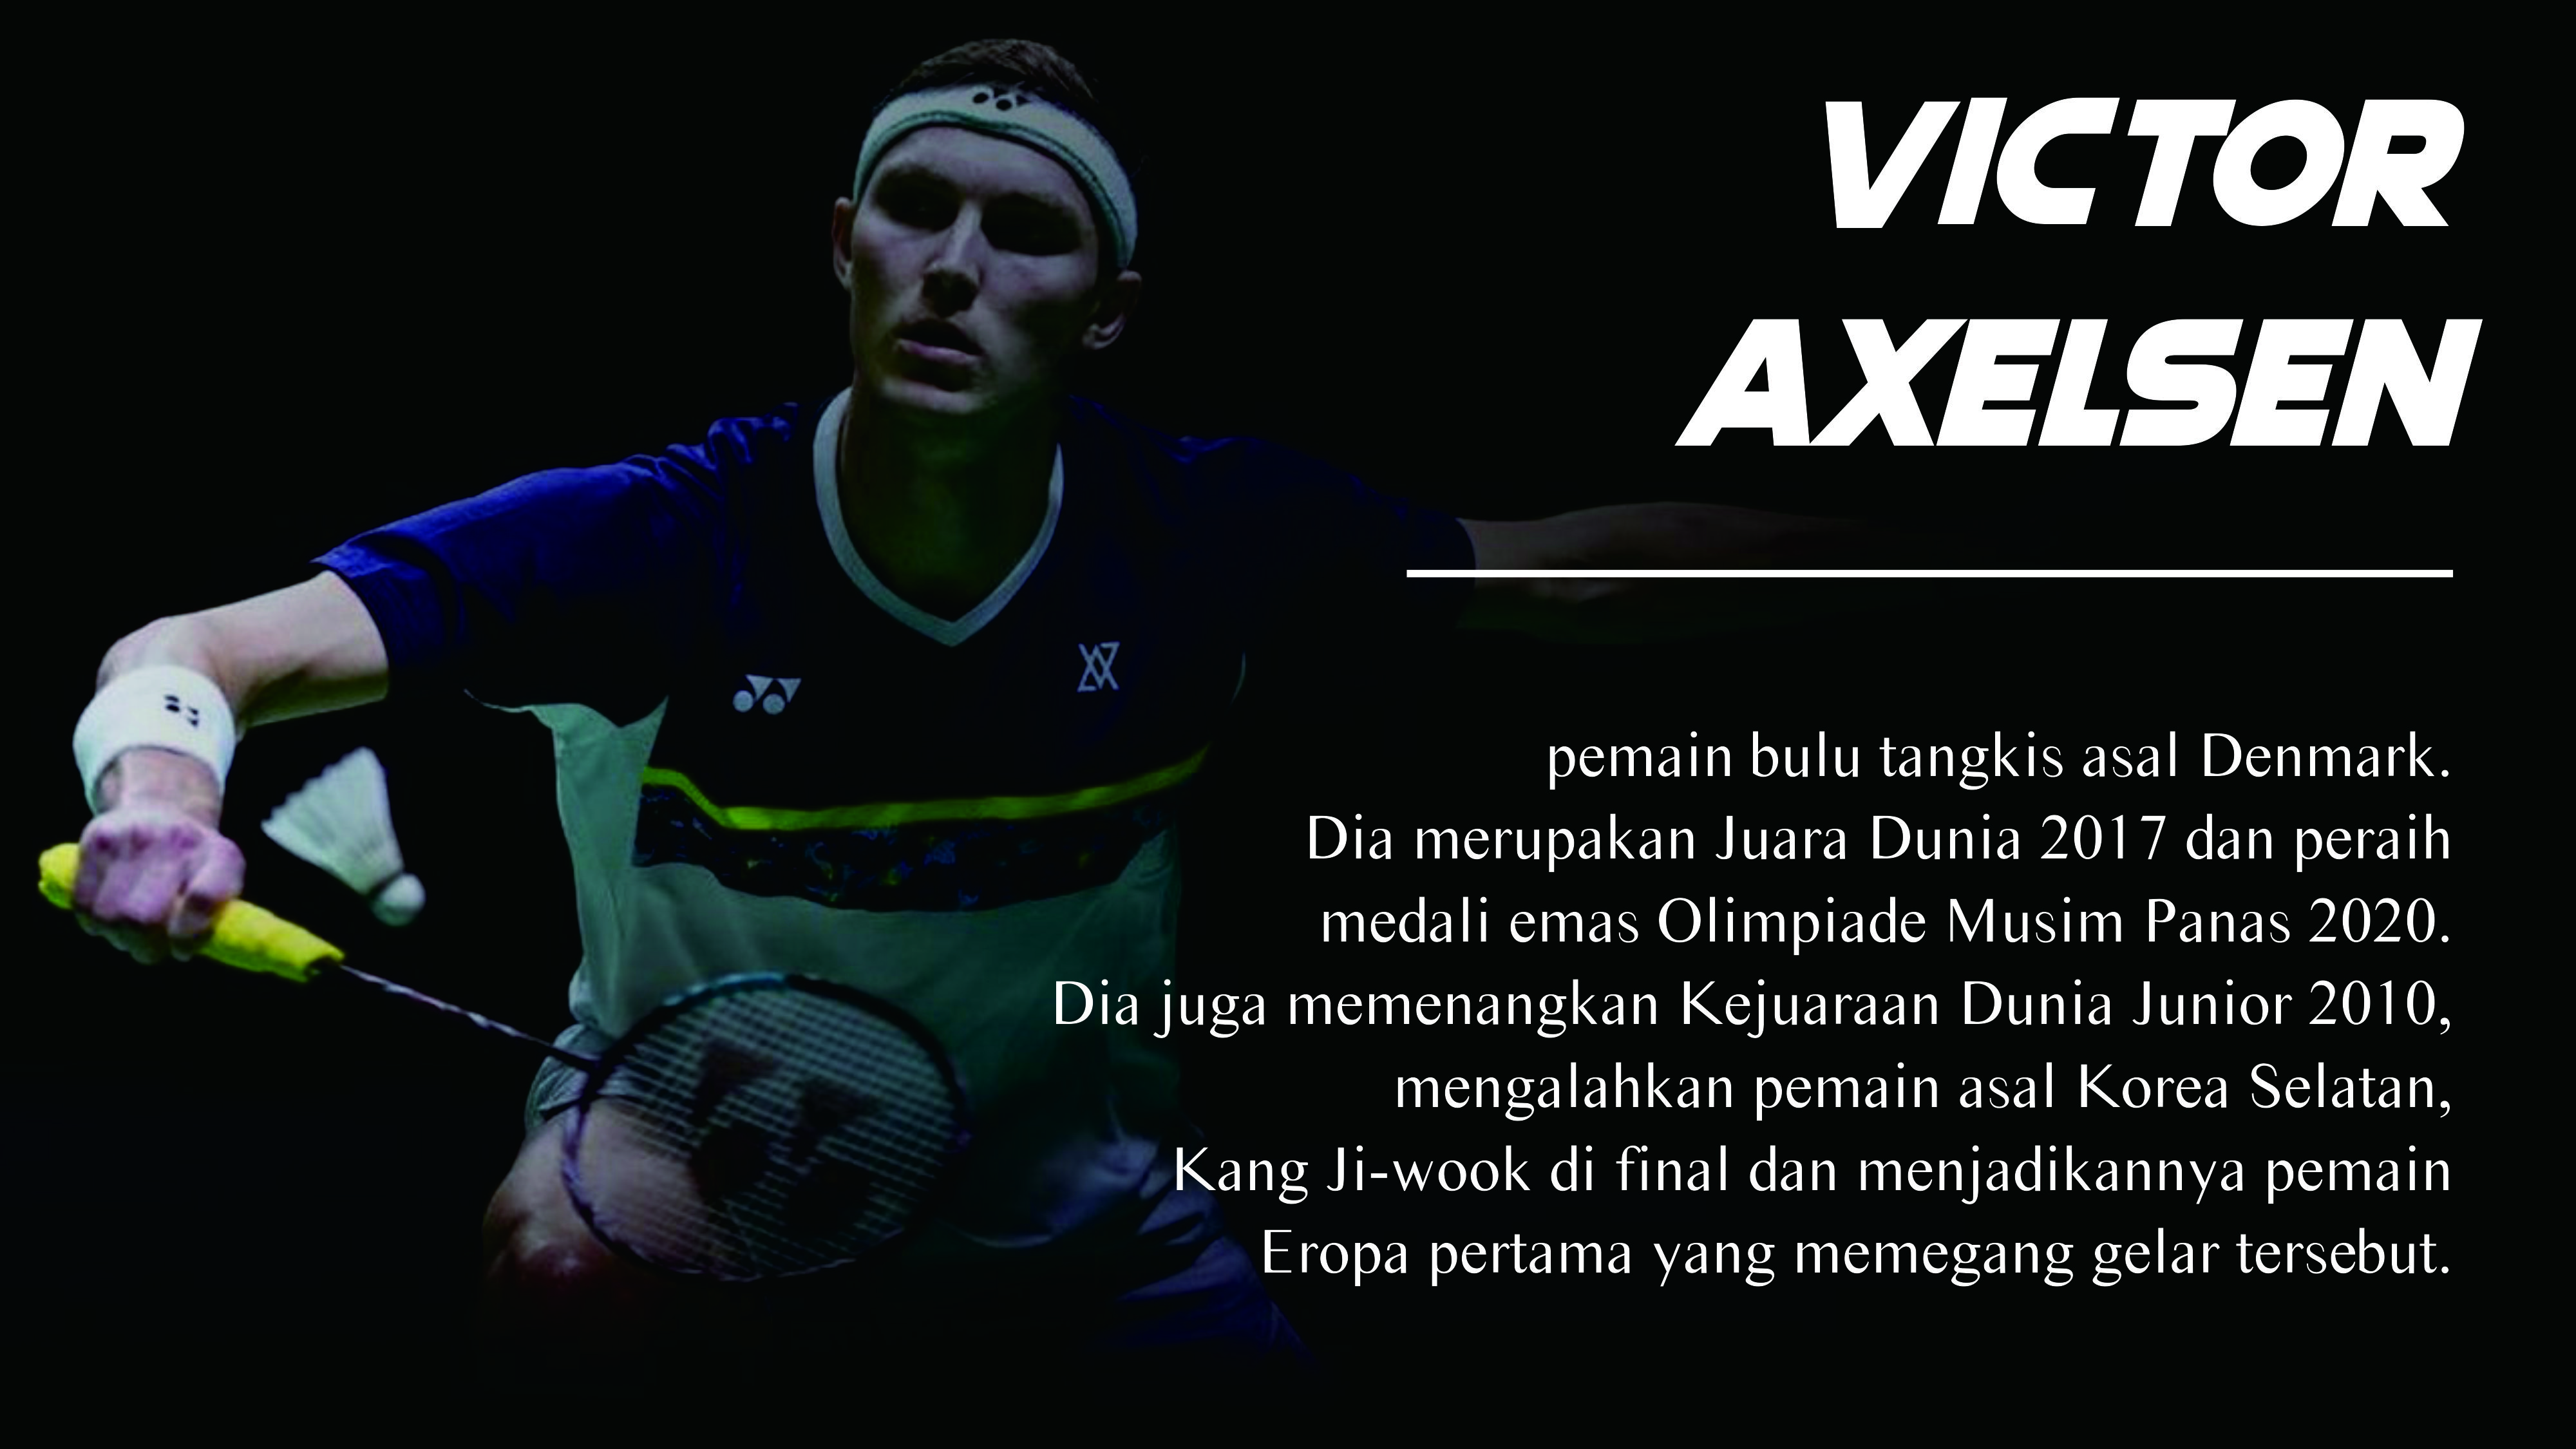 VICTOR
AXELSEN
pemain bulu tangkis asal Denmark.
Dia merupakan Juara Dunia 2017 dan peraih
medali emas Olimpiade Musim Panas 2020.
Dia juga memenangkan Kejuaraan Dunia Junior 2010,
mengalahkan pemain asal Korea Selatan,
Kang Ji-wook di final dan menjadikannya pemain
Eropa pertama yang memegang gelar tersebut.